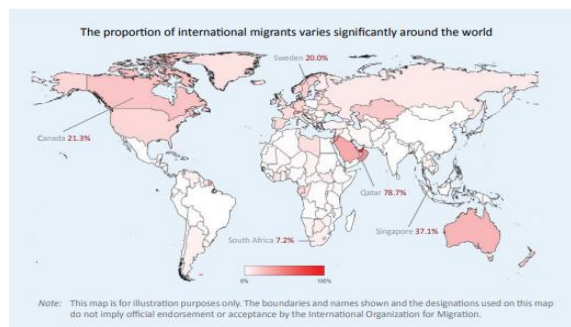 The proportion of international migrants varies significantly around the world
Sweden 20.0%
Canada 21.3%
Qatar 78.7%
Singapore 37.1%
South Africa 7.2%
0% 100%
Note: This map is for illustration purposes only. The boundaries and names shown and the designations used on this map
do not imply official endorsement or acceptance by the International Organization for Migration.